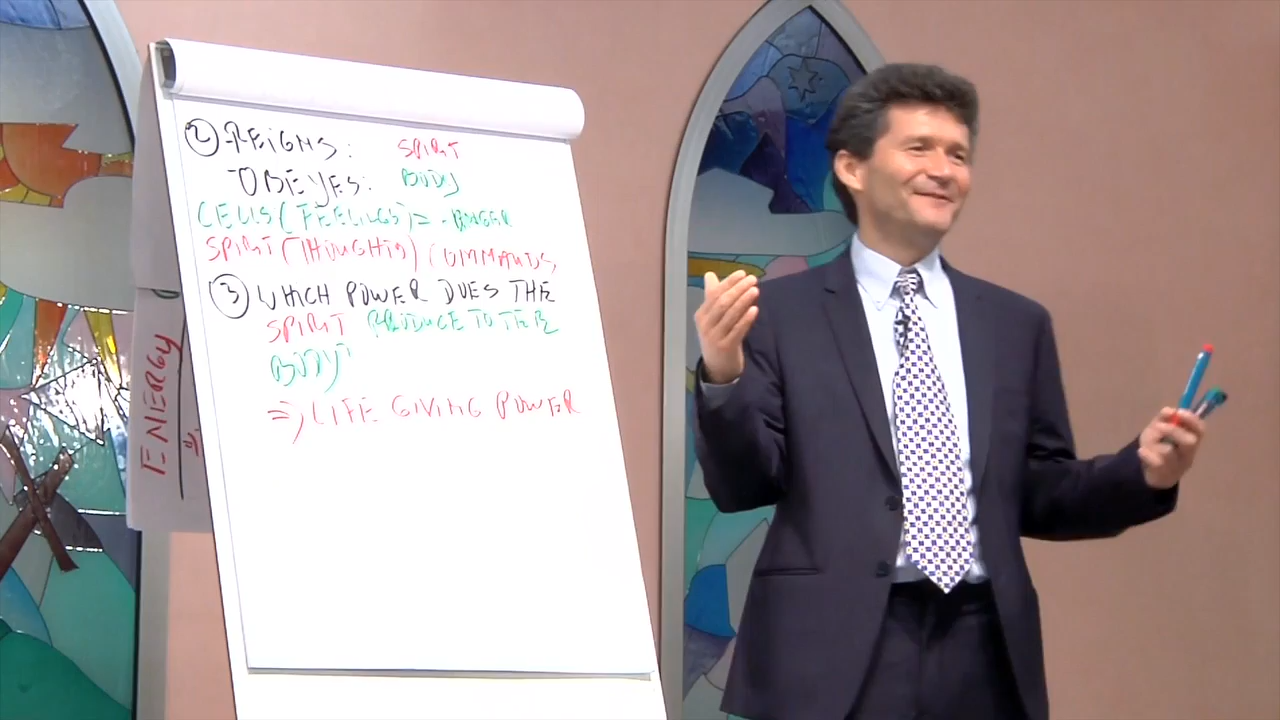 ② REIGNS: SPIRIT
OBEYES: BODY
CELLS (FEELINGS) =
SPIRIT (THOUGHTS) COMMANDS
③ WHICH POWER DOES THE
SPIRIT PRODUCE TO THE
BODY
⇒ LIFE GIVING POWER
ENERGY